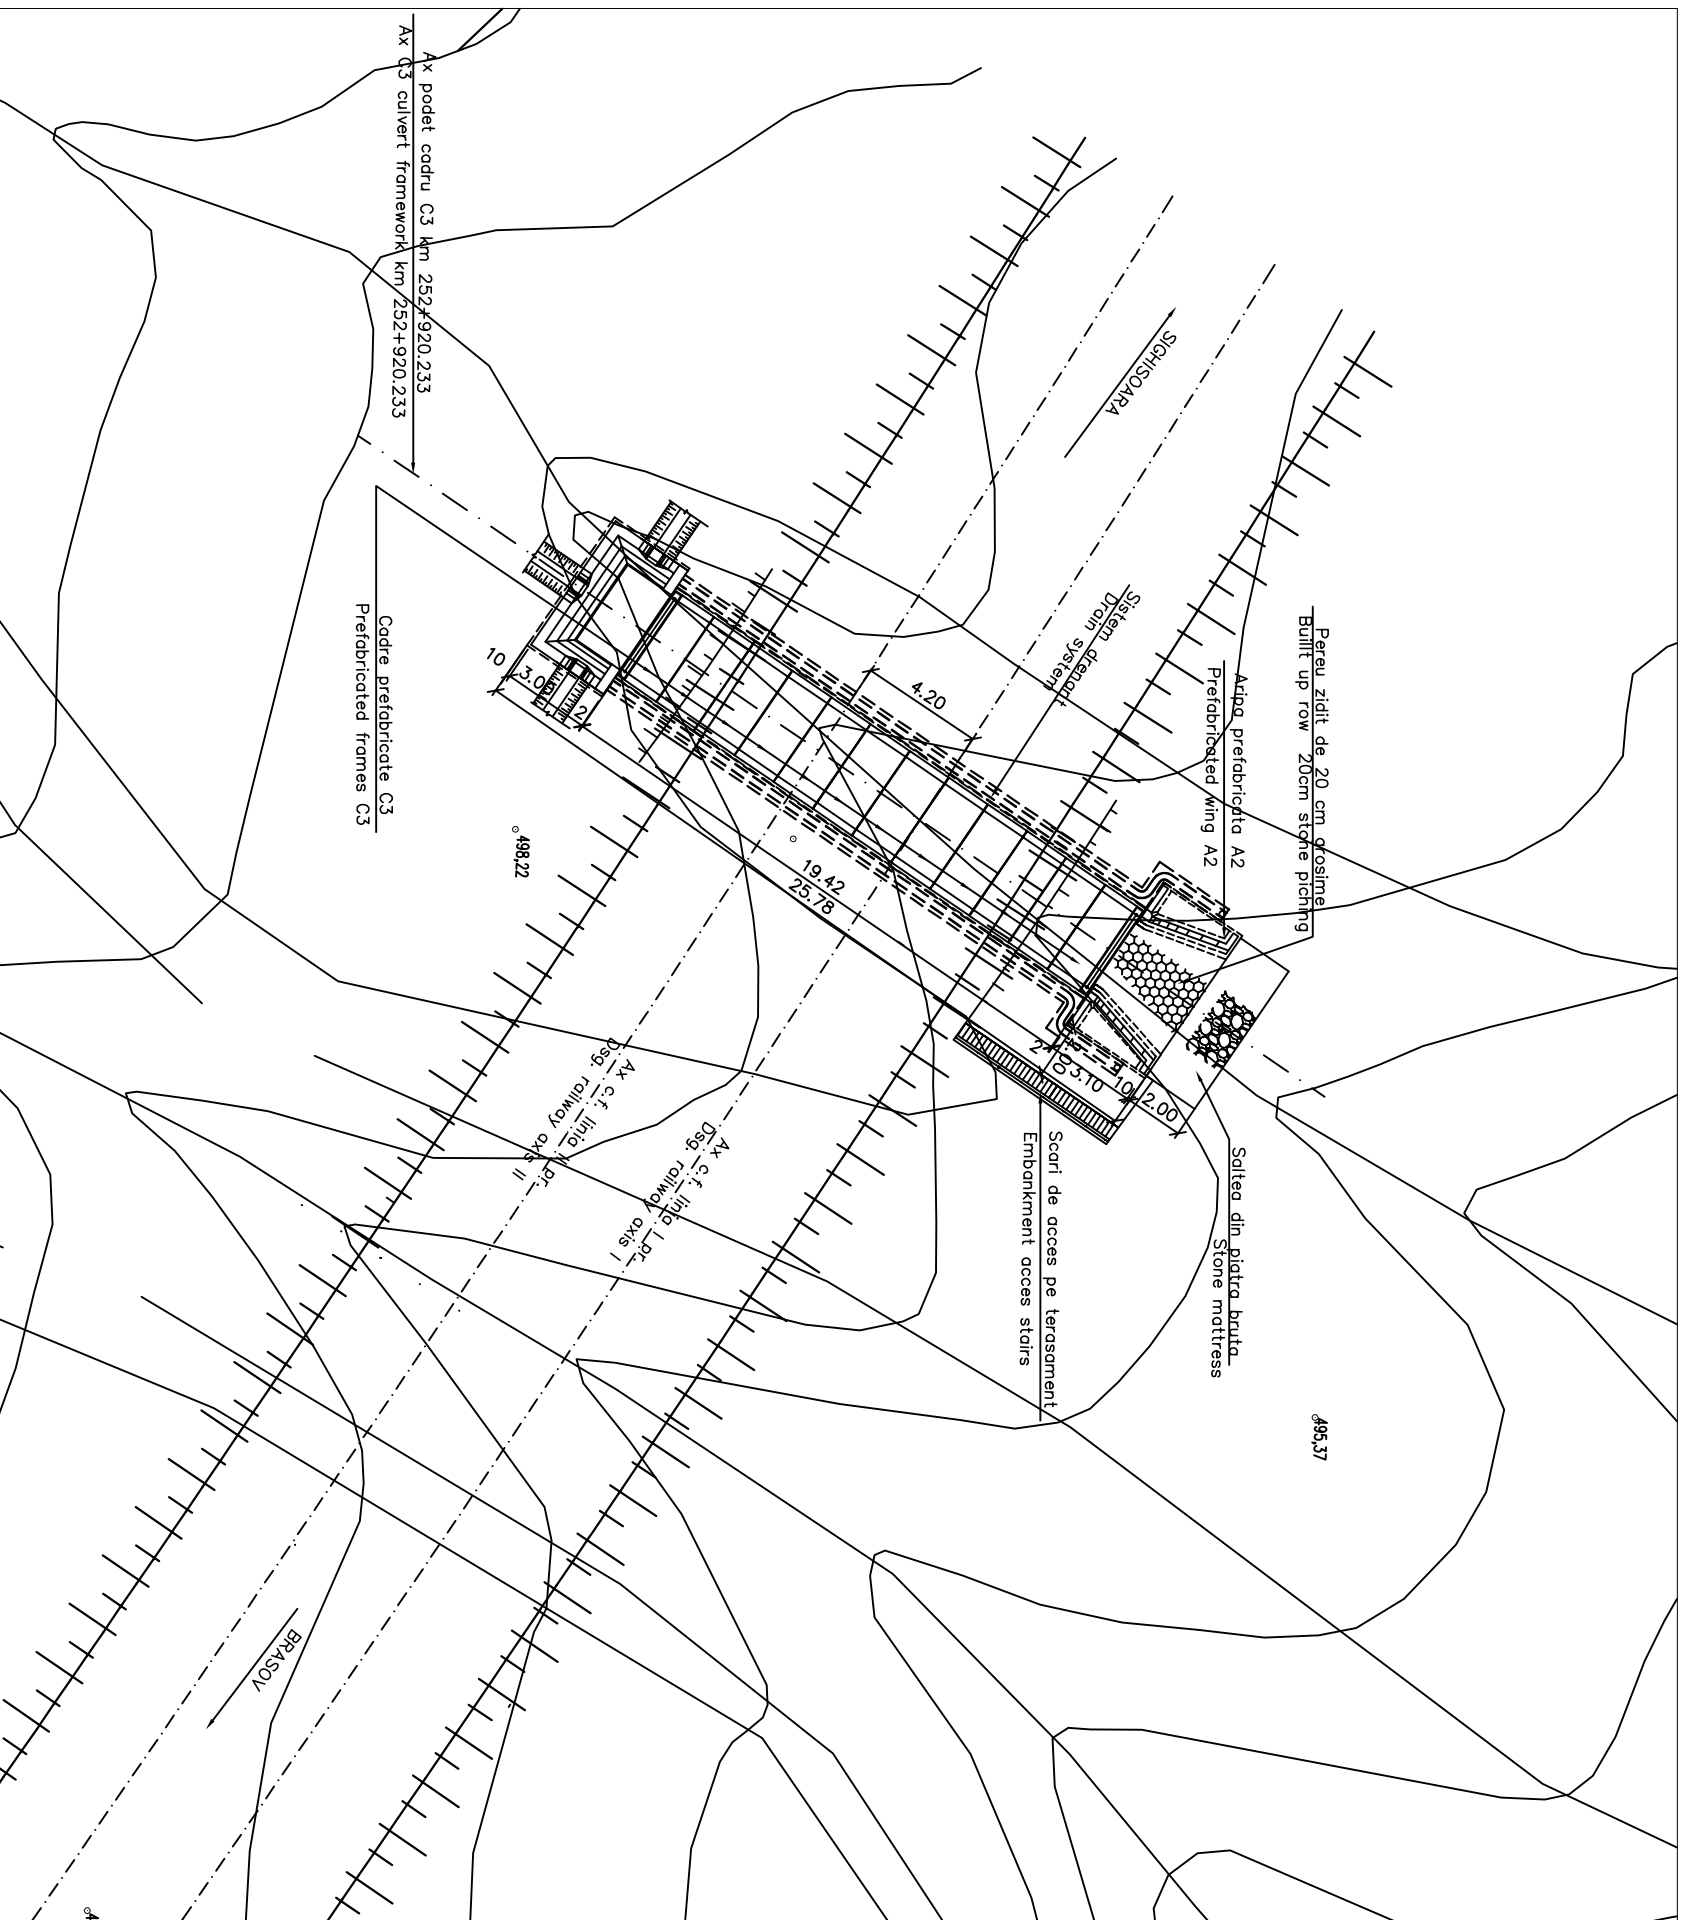 Ax podet cadru C3 km 252+920.233
Ax C3 culvert framework km 252+920.233
SIGHISOARA
Pereu zidit de 20 cm grosime
Buillt up row 20cm stone piching
Aripa prefabricata A2
Prefabricated wing A2
Sistem drenant
Drain system
Cadre prefabricate C3
Prefabricated frames C3
10
3.00
2
4.20
498,22
19.42
25.78
2
3.10
10
2.00
Ax c.f. linia II pr.
Dsg. railway axis II
Ax c.f. linia I pr.
Dsg. railway axis I
Scari de acces pe terasament
Embankment acces stairs
Saltea din piatra bruta
Stone mattress
495,37
BRASOV